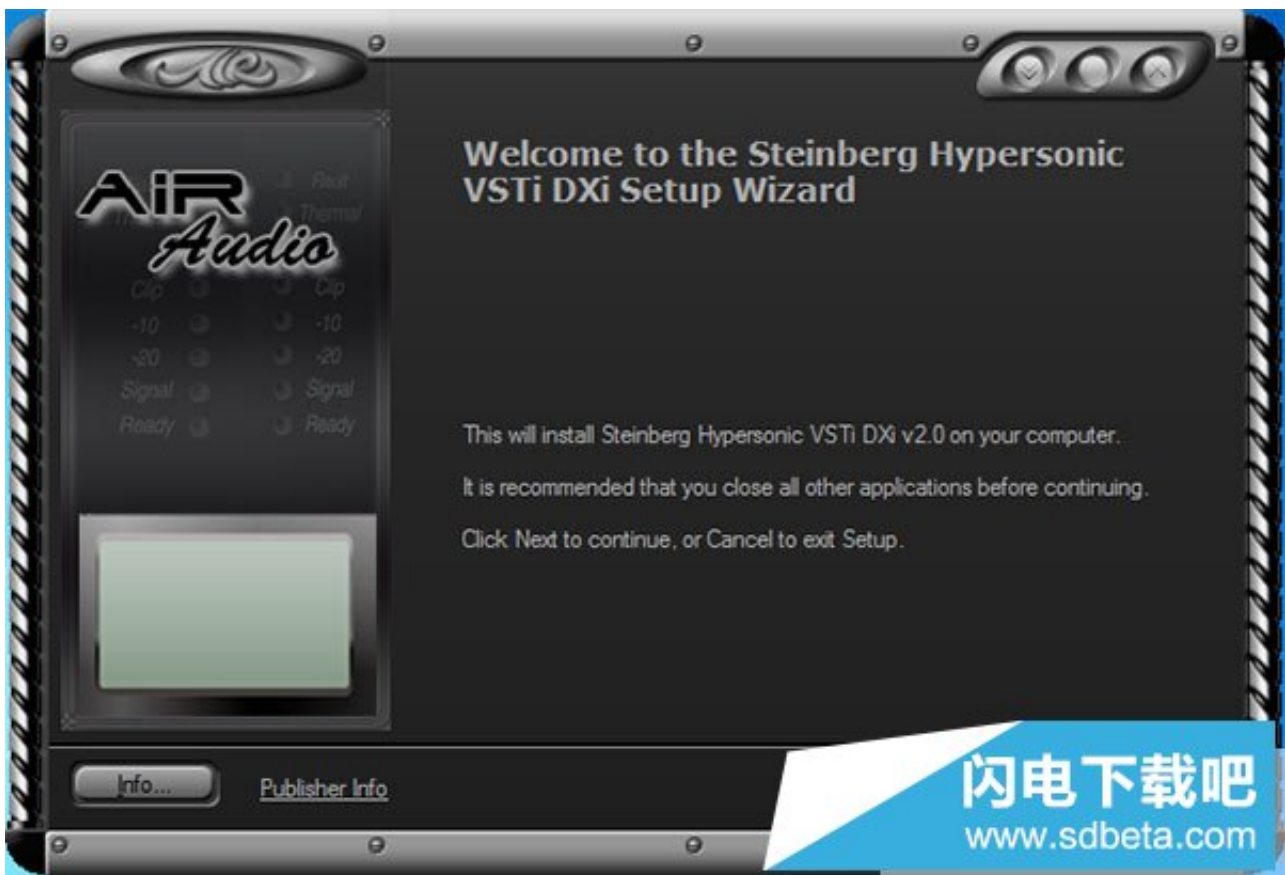 AiR
Audio
Fault
Thermal
Clip
Clip
-10
-10
-20
-20
Signal
Signal
Ready
Ready
Welcome to the Steinberg Hypersonic
VSTi DXi Setup Wizard
This will install Steinberg Hypersonic VSTi DXi v2.0 on your computer.
It is recommended that you close all other applications before continuing.
Click Next to continue, or Cancel to exit Setup.
Info...
Publisher Info
闪电下载吧
www.sdbeta.com